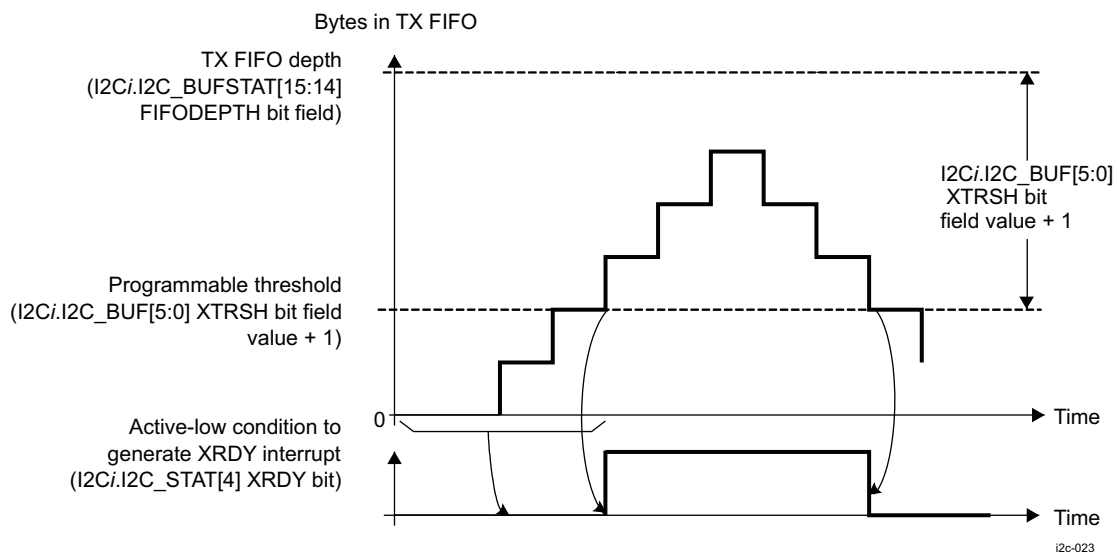 Bytes in TX FIFO
TX FIFO depth
(I2Ci.I2C_BUFSTAT[15:14]
FIFODEPTH bit field)
I2Ci.I2C_BUF[5:0]
XTRSH bit
field value + 1
Programmable threshold
(I2Ci.I2C_BUF[5:0] XTRSH bit field
value + 1)
0
Time
Active-low condition to
generate XRDY interrupt
(I2Ci.I2C_STAT[4] XRDY bit)
Time
i2c-023